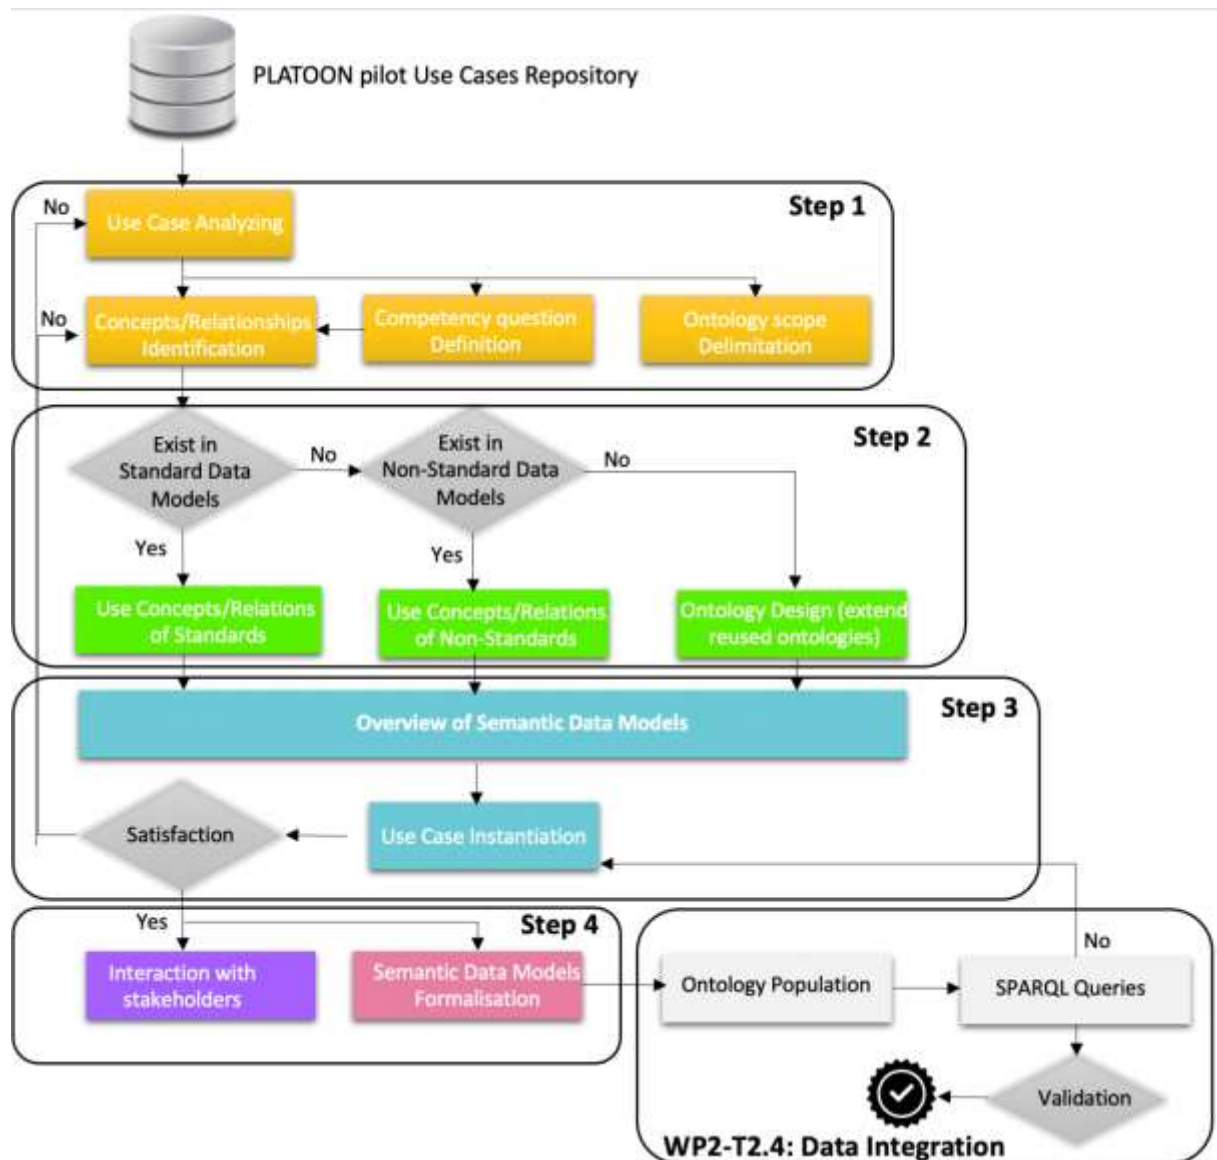 PLATOON pilot Use Cases Repository
Step 1
No
Use Case Analyzing
No
Concepts/Relationships
Identification
Competency question
Definition
Ontology scope
Delimitation
Step 2
Exist in
Standard Data
Models
No
Exist in
Non-Standard Data
Models
No
Yes
Yes
Use Concepts/Relations
of Standards
Use Concepts/Relations
of Non-Standards
Ontology Design (extend
reused ontologies)
Step 3
Overview of Semantic Data Models
Satisfaction
Use Case Instantiation
Yes
Step 4
No
Interaction with
stakeholders
Semantic Data Models
Formalisation
Ontology Population
SPARQL Queries
Validation
WP2-T2.4: Data Integration